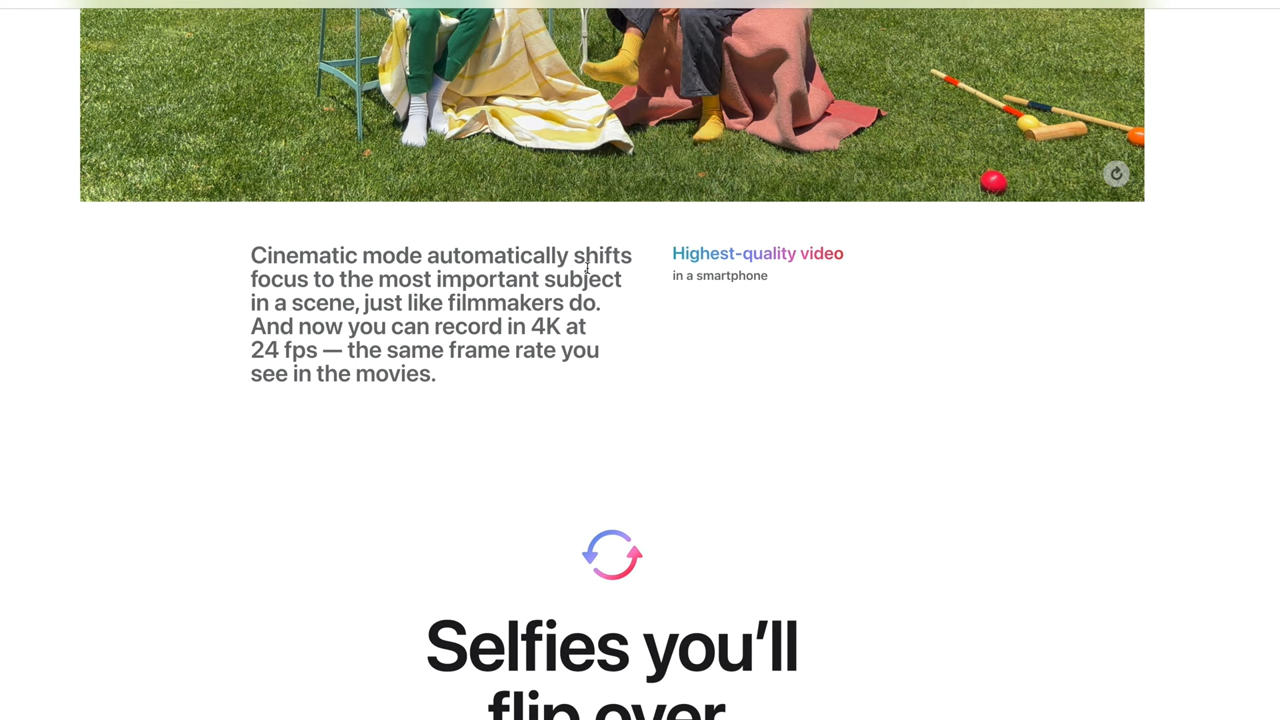 Cinematic mode automatically shifts
focus to the most important subject
in a scene, just like filmmakers do.
And now you can record in 4K at
24 fps — the same frame rate you
see in the movies.
Highest-quality video
in a smartphone
Selfies you’ll
flip over